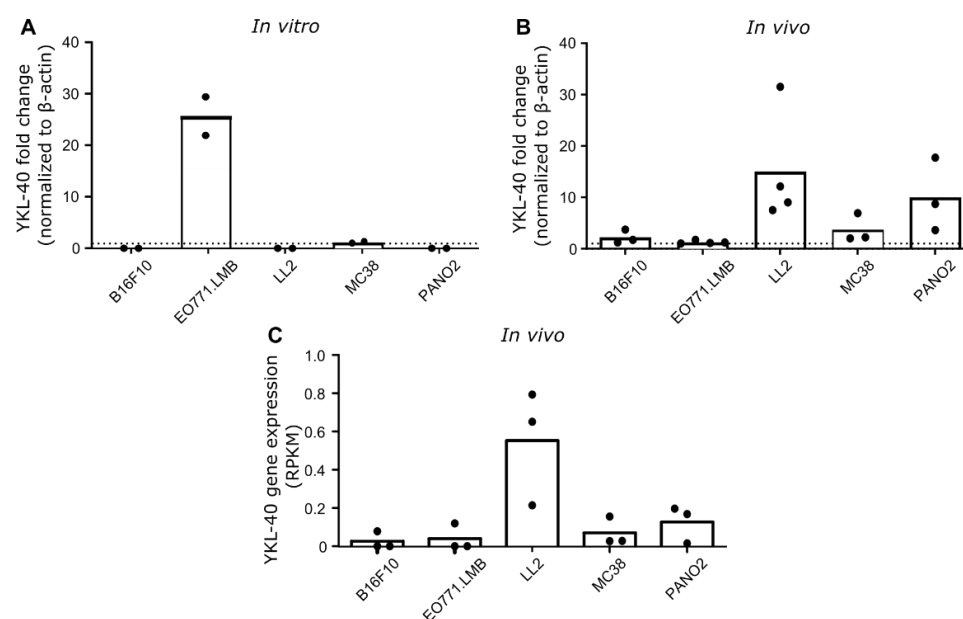 A
In vitro
YKL-40 fold change
(normalized to β-actin)
40
30
20
10
0
B16F10
EO771.LMB
LL2
MC38
PANO2
B
In vivo
YKL-40 fold change
(normalized to β-actin)
40
30
20
10
0
B16F10
EO771.LMB
LL2
MC38
PANO2
C
In vivo
YKL-40 gene expression
(RPKM)
1.0
0.8
0.6
0.4
0.2
0
B16F10
EO771.LMB
LL2
MC38
PANO2